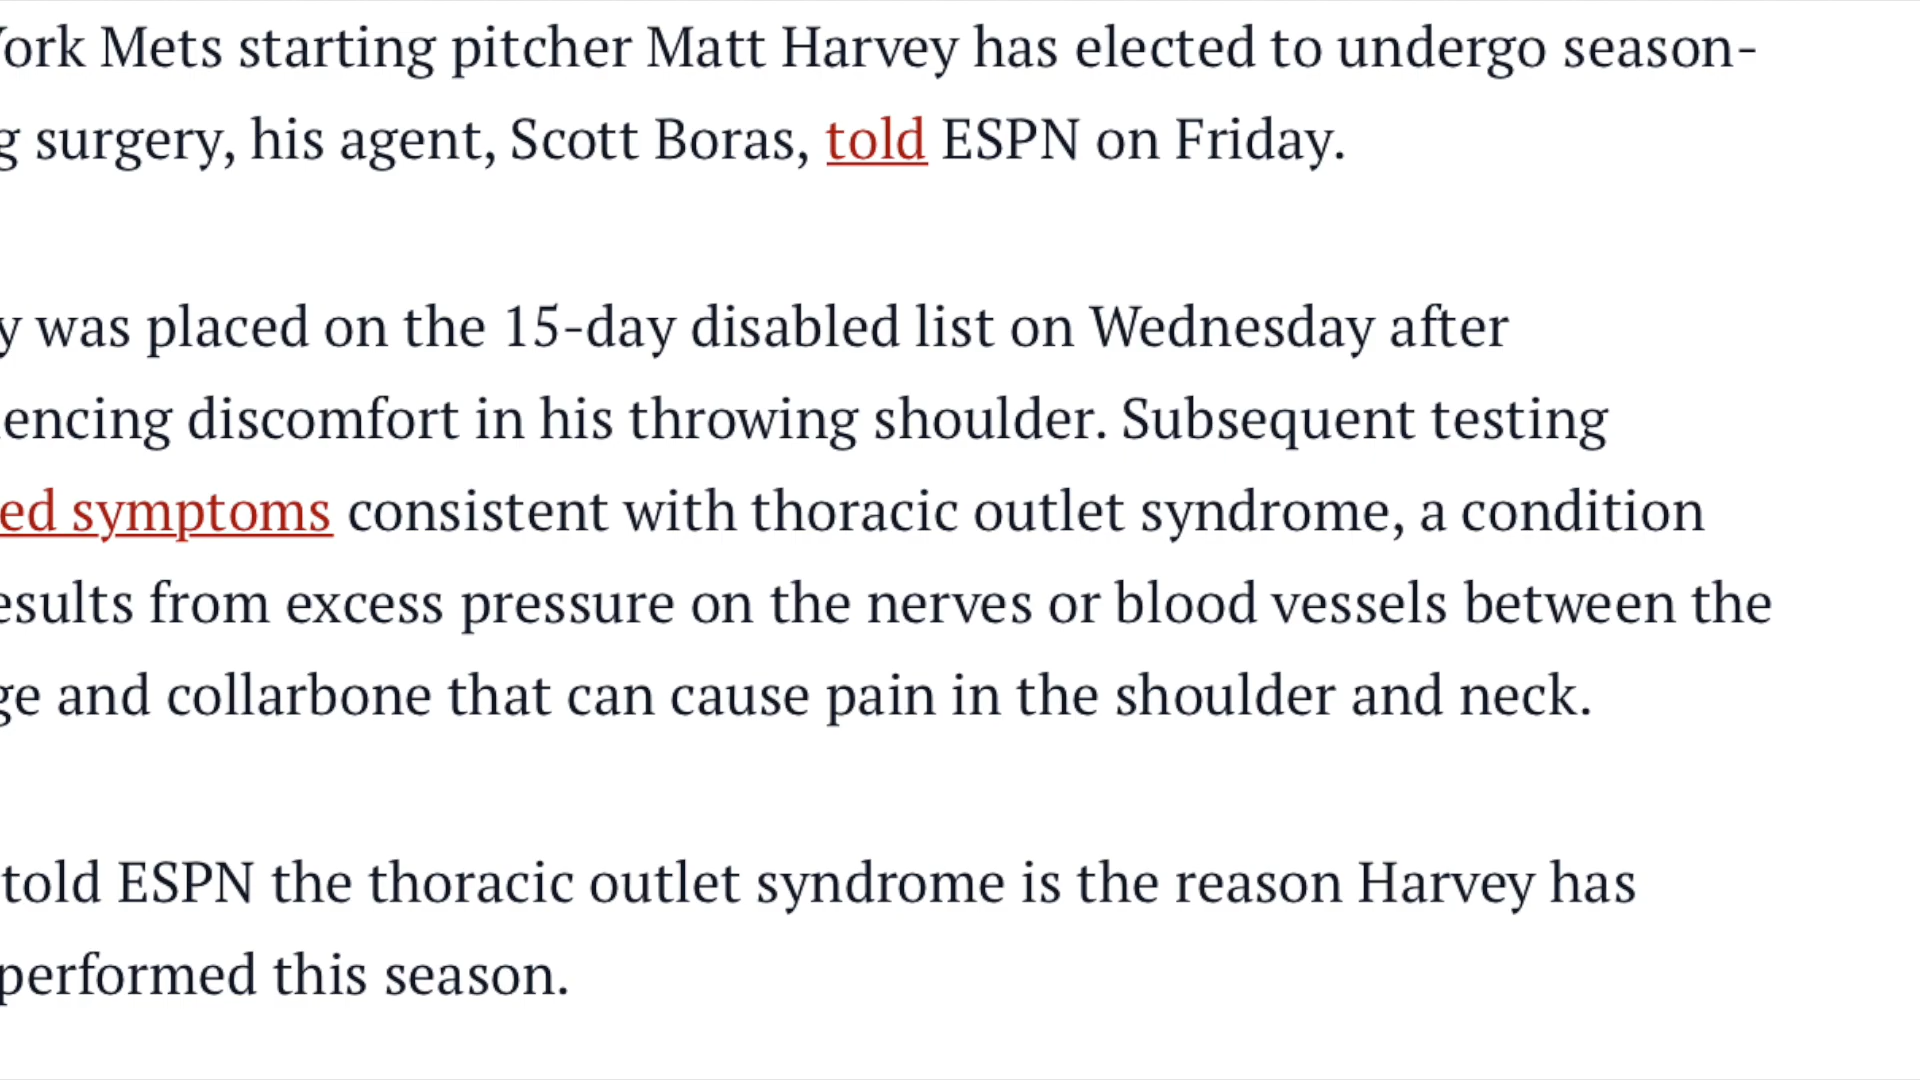 York Mets starting pitcher Matt Harvey has elected to undergo season-
g surgery, his agent, Scott Boras, told ESPN on Friday.
y was placed on the 15-day disabled list on Wednesday after
iencing discomfort in his throwing shoulder. Subsequent testing
ed symptoms consistent with thoracic outlet syndrome, a condition
esults from excess pressure on the nerves or blood vessels between the
ge and collarbone that can cause pain in the shoulder and neck.
told ESPN the thoracic outlet syndrome is the reason Harvey has
performed this season.